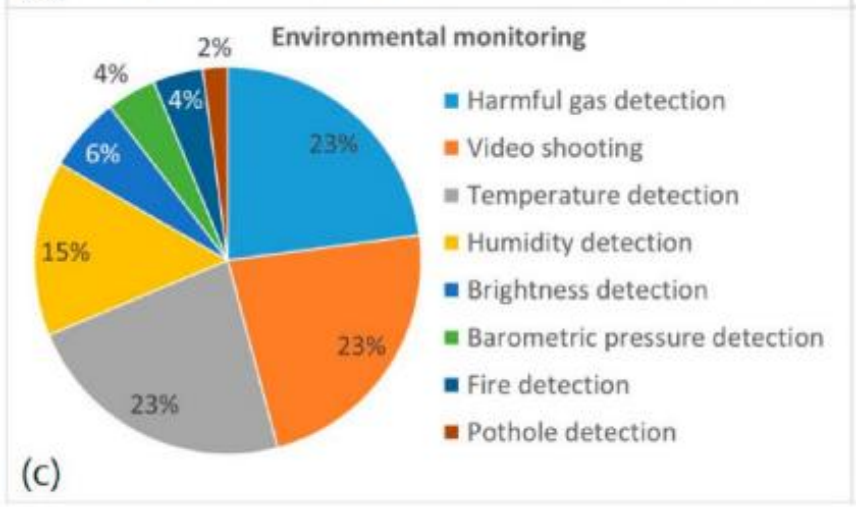 Environmental monitoring
2%
4%
4%
23%
6%
15%
23%
23%
Harmful gas detection
Video shooting
Temperature detection
Humidity detection
Brightness detection
Barometric pressure detection
Fire detection
Pothole detection
(c)